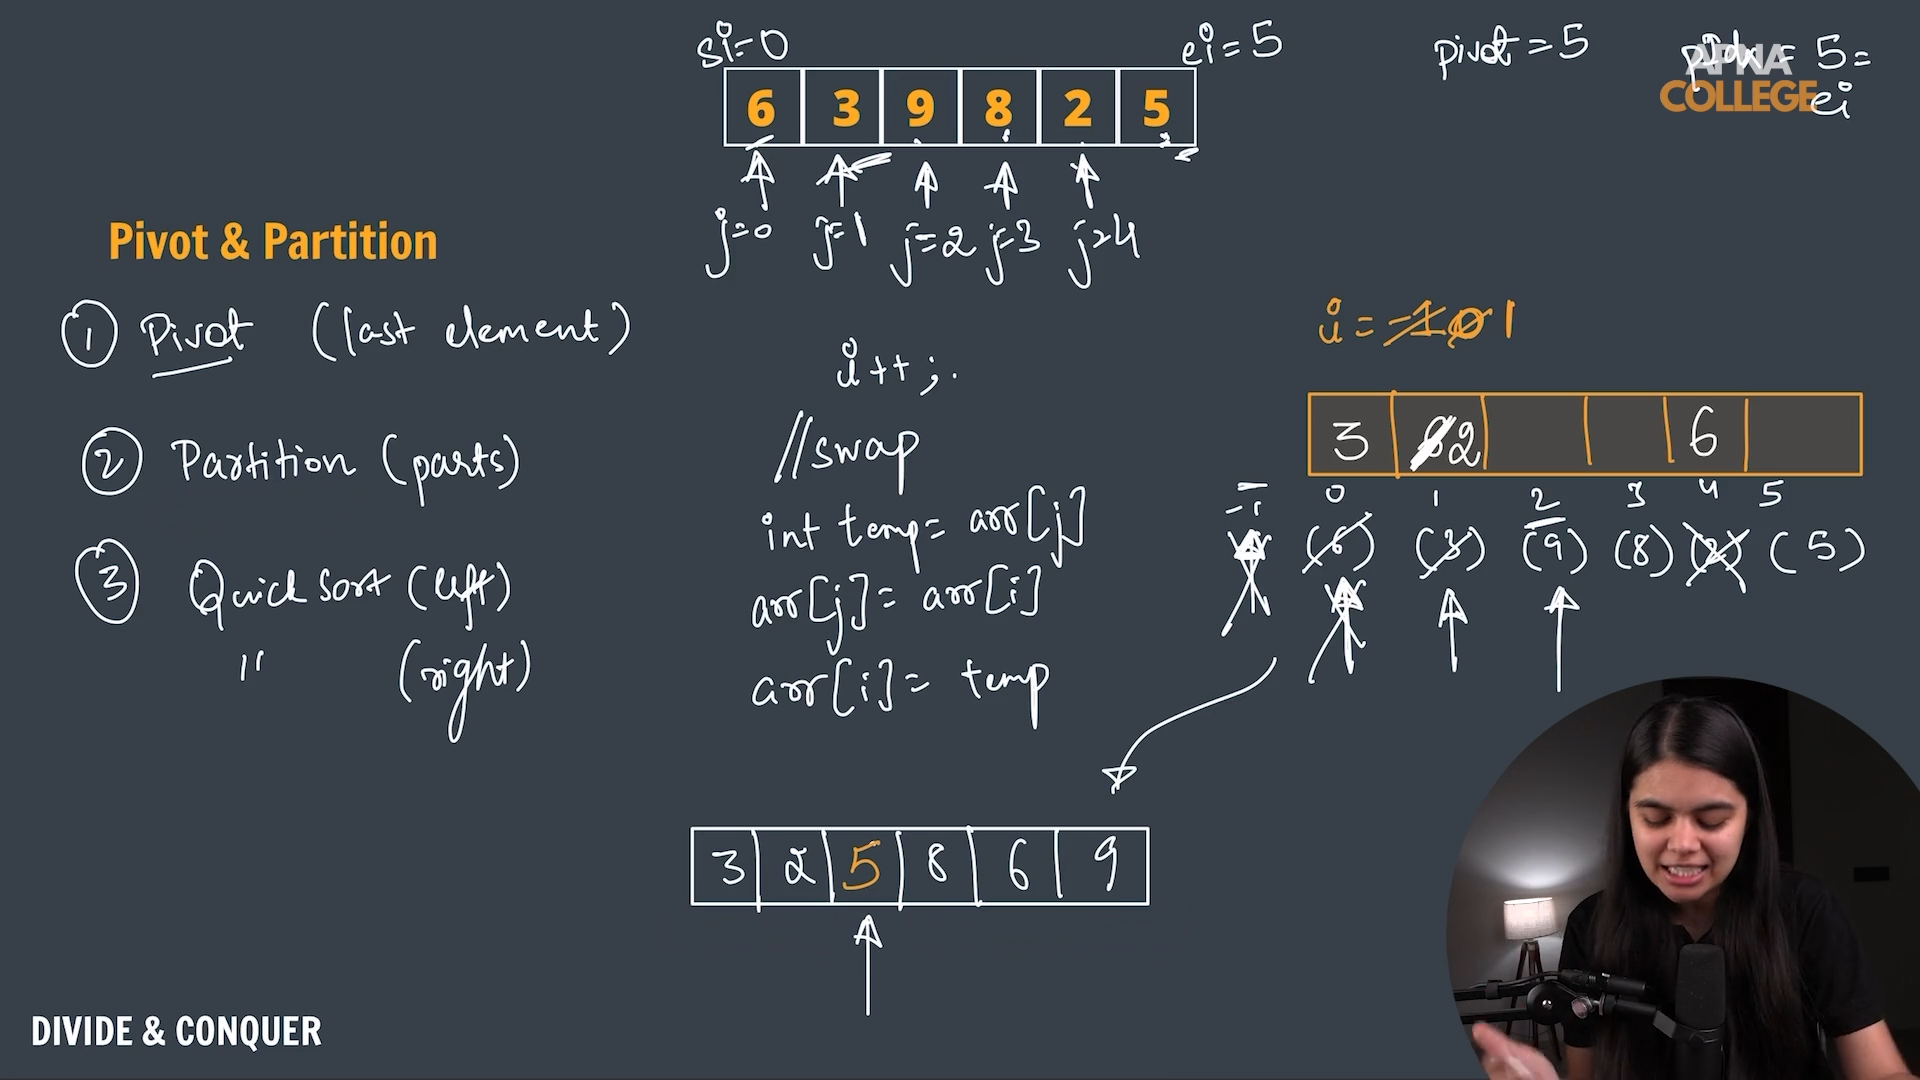 si=0
ei=5
pivot=5
pIdx = 5 =
ei
APNA
COLLEGE
6 3 9 8 2 5
j=0 j=1 j=2 j=3 j=4
Pivot & Partition
① Pivot (last element)
② Partition (parts)
③ Quick Sort (left)
" (right)
i++;
//swap
int temp= arr[j]
arr[j]= arr[i]
arr[i]= temp
i = -1 0 1
3 2 6
-1 0 1 2 3 4 5
(6) (3) (9) (8) (2) (5)
3 2 5 8 6 9
DIVIDE & CONQUER